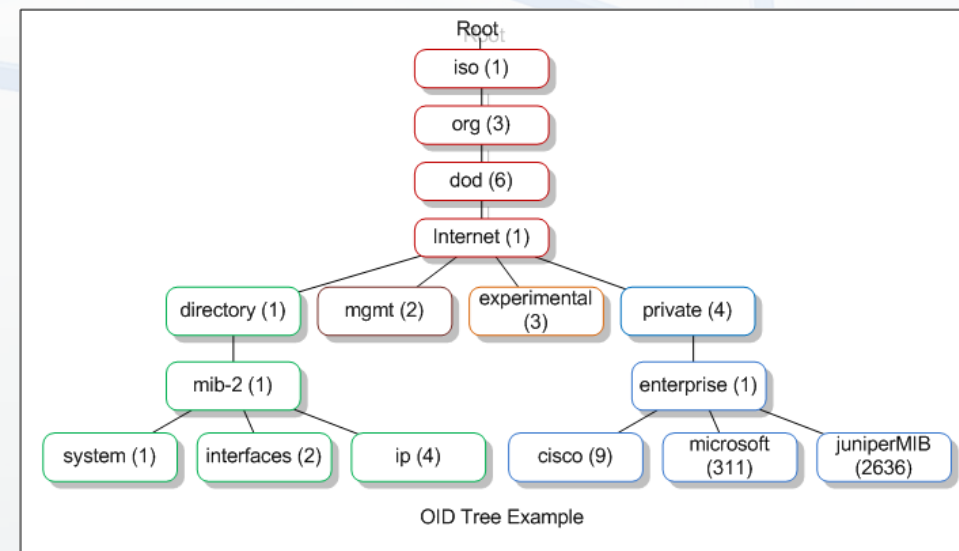 Root
iso (1)
org (3)
dod (6)
Internet (1)
directory (1)
mgmt (2)
experimental
(3)
private (4)
mib-2 (1)
enterprise (1)
system (1)
interfaces (2)
ip (4)
cisco (9)
microsoft
(311)
juniperMIB
(2636)
OID Tree Example